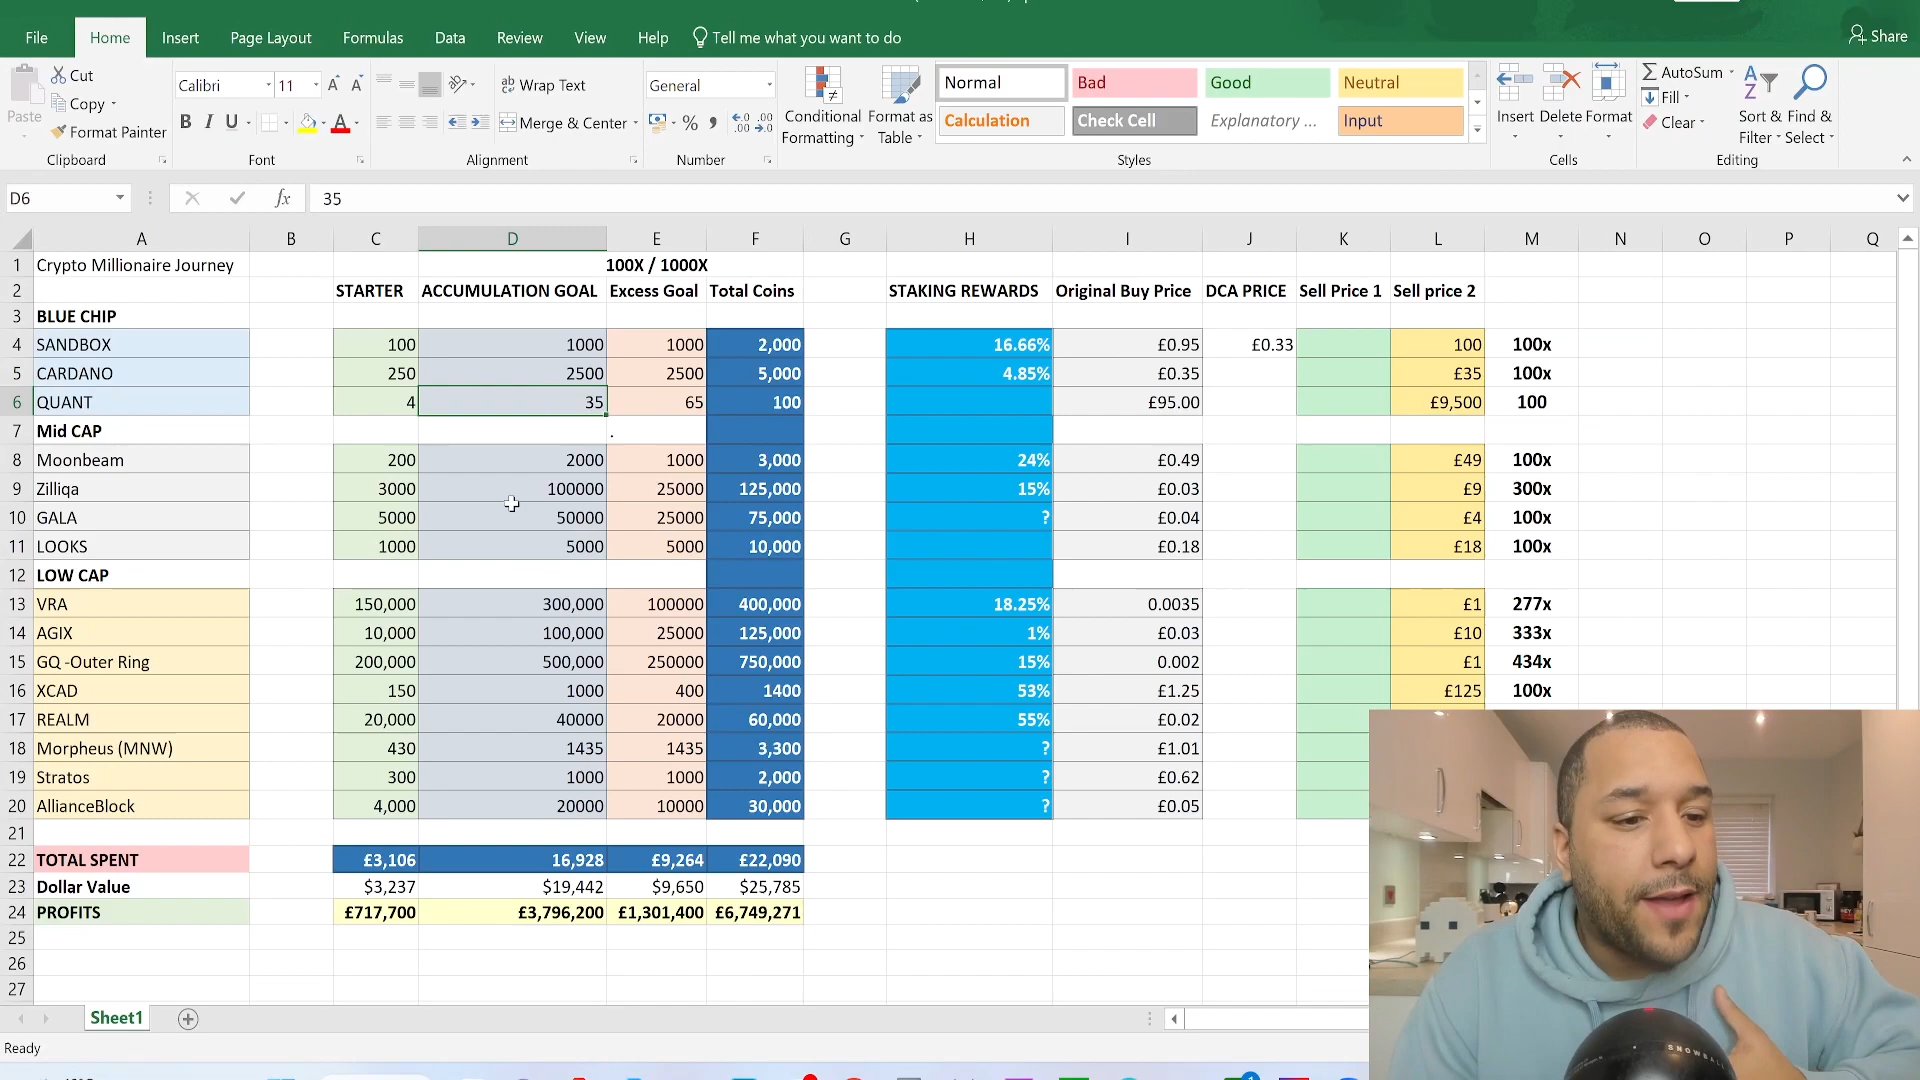 File Home Insert Page Layout Formulas Data Review View Help Tell me what you want to do Share
Cut
Copy
Format Painter
Paste
Clipboard
Calibri 11
B I U
Font
Wrap Text
Merge & Center
Alignment
General
%
Number
Conditional Formatting
Format as Table
Normal Bad Good Neutral
Calculation Check Cell Explanatory ... Input
Styles
Insert Delete Format
Cells
AutoSum
Fill
Clear
Sort & Filter
Find & Select
Editing
D6 fx 35
A B C D E F G H I J K L M N O P Q
1 Crypto Millionaire Journey 100X / 1000X
2 STARTER ACCUMULATION GOAL Excess Goal Total Coins STAKING REWARDS Original Buy Price DCA PRICE Sell Price 1 Sell price 2
3 BLUE CHIP
4 SANDBOX 100 1000 1000 2,000 16.66% £0.95 £0.33 100 100x
5 CARDANO 250 2500 2500 5,000 4.85% £0.35 £35 100x
6 QUANT 4 35 65 100 £95.00 £9,500 100
7 Mid CAP .
8 Moonbeam 200 2000 1000 3,000 24% £0.49 £49 100x
9 Zilliqa 3000 100000 25000 125,000 15% £0.03 £9 300x
10 GALA 5000 50000 25000 75,000 ? £0.04 £4 100x
11 LOOKS 1000 5000 5000 10,000 £0.18 £18 100x
12 LOW CAP
13 VRA 150,000 300,000 100000 400,000 18.25% 0.0035 £1 277x
14 AGIX 10,000 100,000 25000 125,000 1% £0.03 £10 333x
15 GQ -Outer Ring 200,000 500,000 250000 750,000 15% 0.002 £1 434x
16 XCAD 150 1000 400 1400 53% £1.25 £125 100x
17 REALM 20,000 40000 20000 60,000 55% £0.02
18 Morpheus (MNW) 430 1435 1435 3,300 ? £1.01
19 Stratos 300 1000 1000 2,000 ? £0.62
20 AllianceBlock 4,000 20000 10000 30,000 ? £0.05
21
22 TOTAL SPENT £3,106 16,928 £9,264 £22,090
23 Dollar Value $3,237 $19,442 $9,650 $25,785
24 PROFITS £717,700 £3,796,200 £1,301,400 £6,749,271
25
26
27
Sheet1
Ready